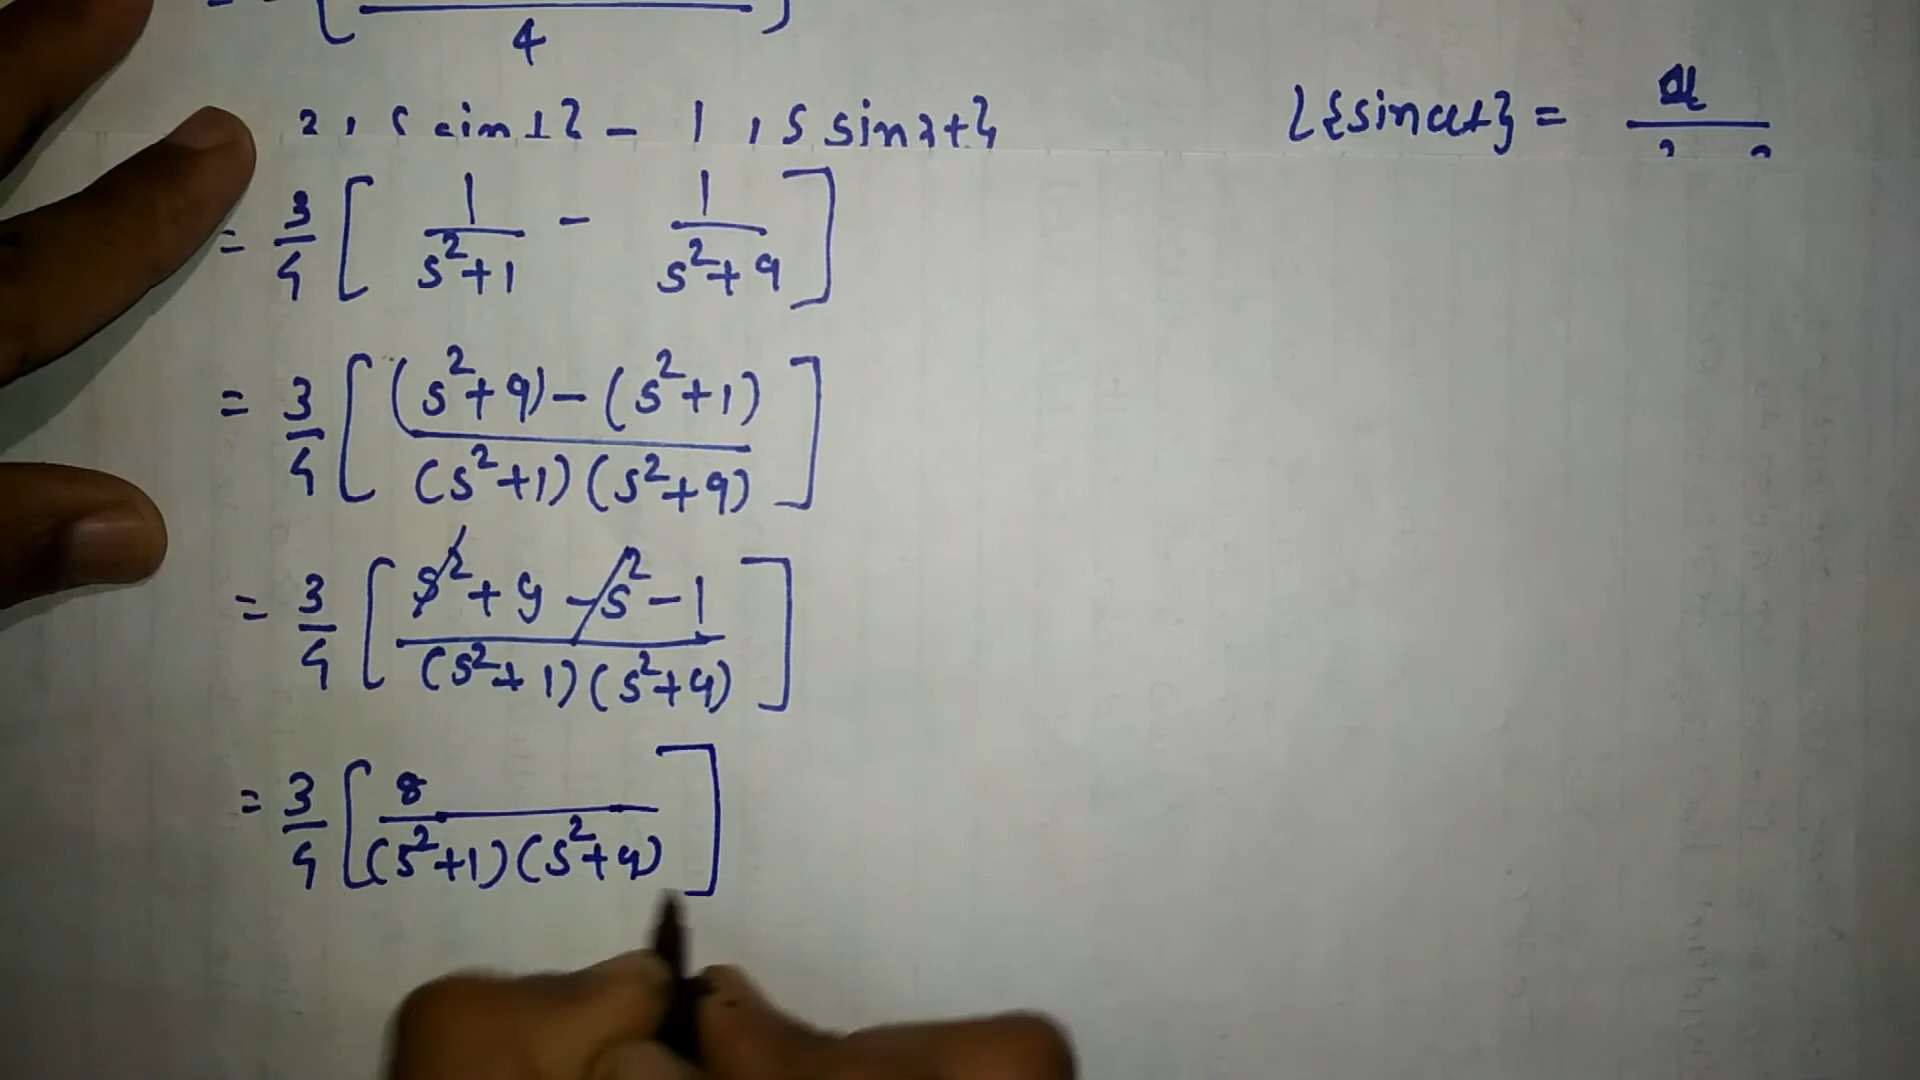 4
- 1
L{sin at} =
= 3/4 [ 1/(s²+1) - 1/(s²+9) ]
= 3/4 [ ((s²+9)-(s²+1))/((s²+1)(s²+9)) ]
= 3/4 [ (s²+9-s²-1)/((s²+1)(s²+9)) ]
= 3/4 [ 8/((s²+1)(s²+9)) ]